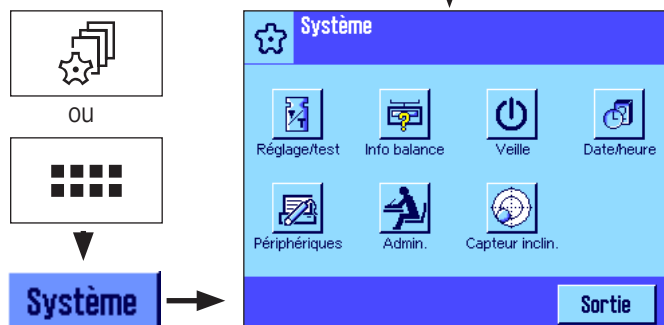 ou
Système
Système
Réglage/test
Info balance
Veille
Date/heure
Périphériques
Admin.
Capteur inclin.
Sortie